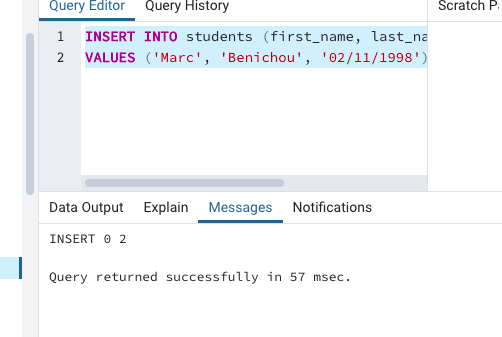 Query Editor Query History Scratch P
1 INSERT INTO students (first_name, last_na
2 VALUES ('Marc', 'Benichou', '02/11/1998')
Data Output Explain Messages Notifications
INSERT 0 2
Query returned successfully in 57 msec.